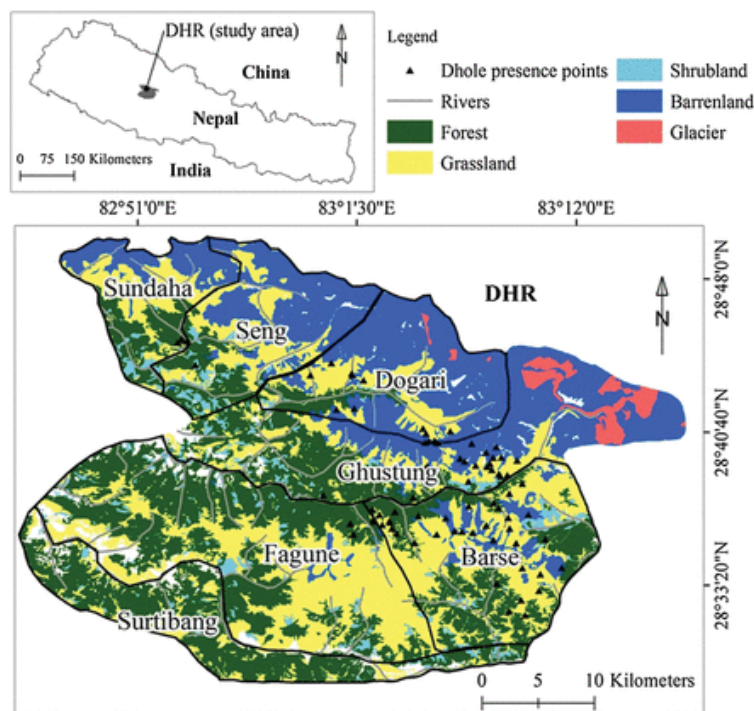 DHR (study area)
China
N
Nepal
0 75 150 Kilometers
India
Legend
Dhole presence points
Rivers
Forest
Grassland
Shrubland
Barrenland
Glacier
82°51'0"E 83°1'30"E 83°12'0"E
DHR
N
28°48'0"N
28°40'40"N
28°33'20"N
Sundaha
Seng
Dogari
Ghustung
Fagune
Barse
Surtibang
0 5 10 Kilometers